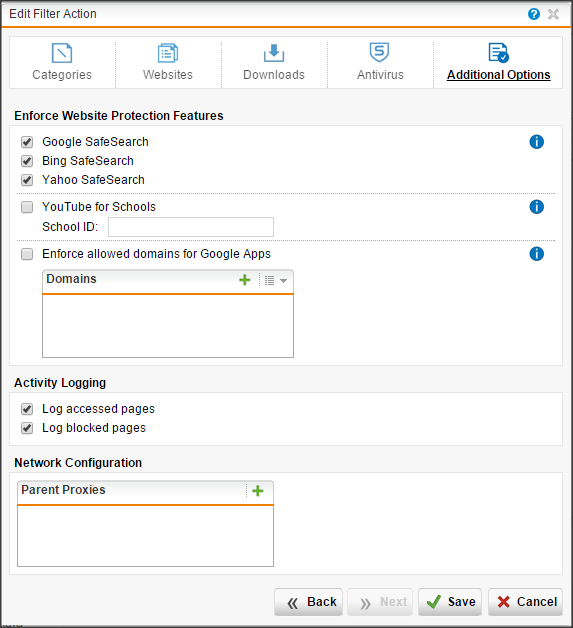 Edit Filter Action
Categories
Websites
Downloads
Antivirus
Additional Options
Enforce Website Protection Features
Google SafeSearch
Bing SafeSearch
Yahoo SafeSearch
YouTube for Schools
School ID:
Enforce allowed domains for Google Apps
Domains
Activity Logging
Log accessed pages
Log blocked pages
Network Configuration
Parent Proxies
Back
Next
Save
Cancel